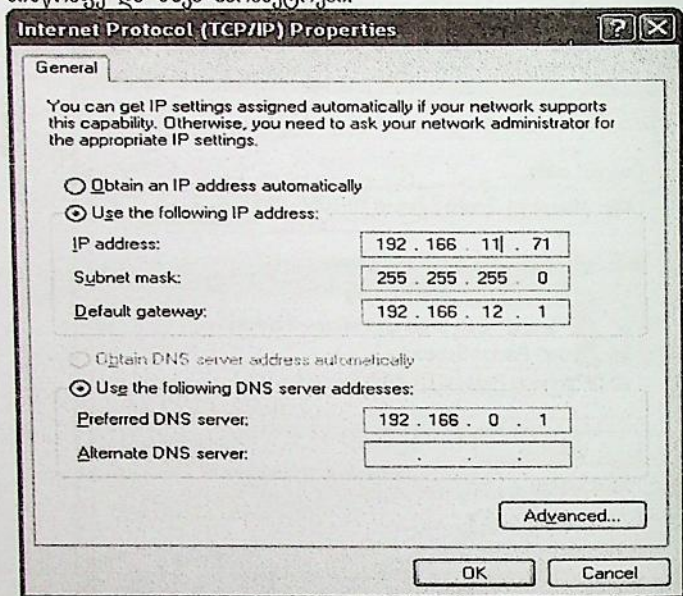 Internet Protocol (TCP/IP) Properties
General
You can get IP settings assigned automatically if your network supports
this capability. Otherwise, you need to ask your network administrator for
the appropriate IP settings.
Obtain an IP address automatically
Use the following IP address:
IP address: 192 . 166 . 11 . 71
Subnet mask: 255 . 255 . 255 . 0
Default gateway: 192 . 166 . 12 . 1
Obtain DNS server address automatically
Use the following DNS server addresses:
Preferred DNS server: 192 . 166 . 0 . 1
Alternate DNS server: . . .
Advanced...
OK Cancel